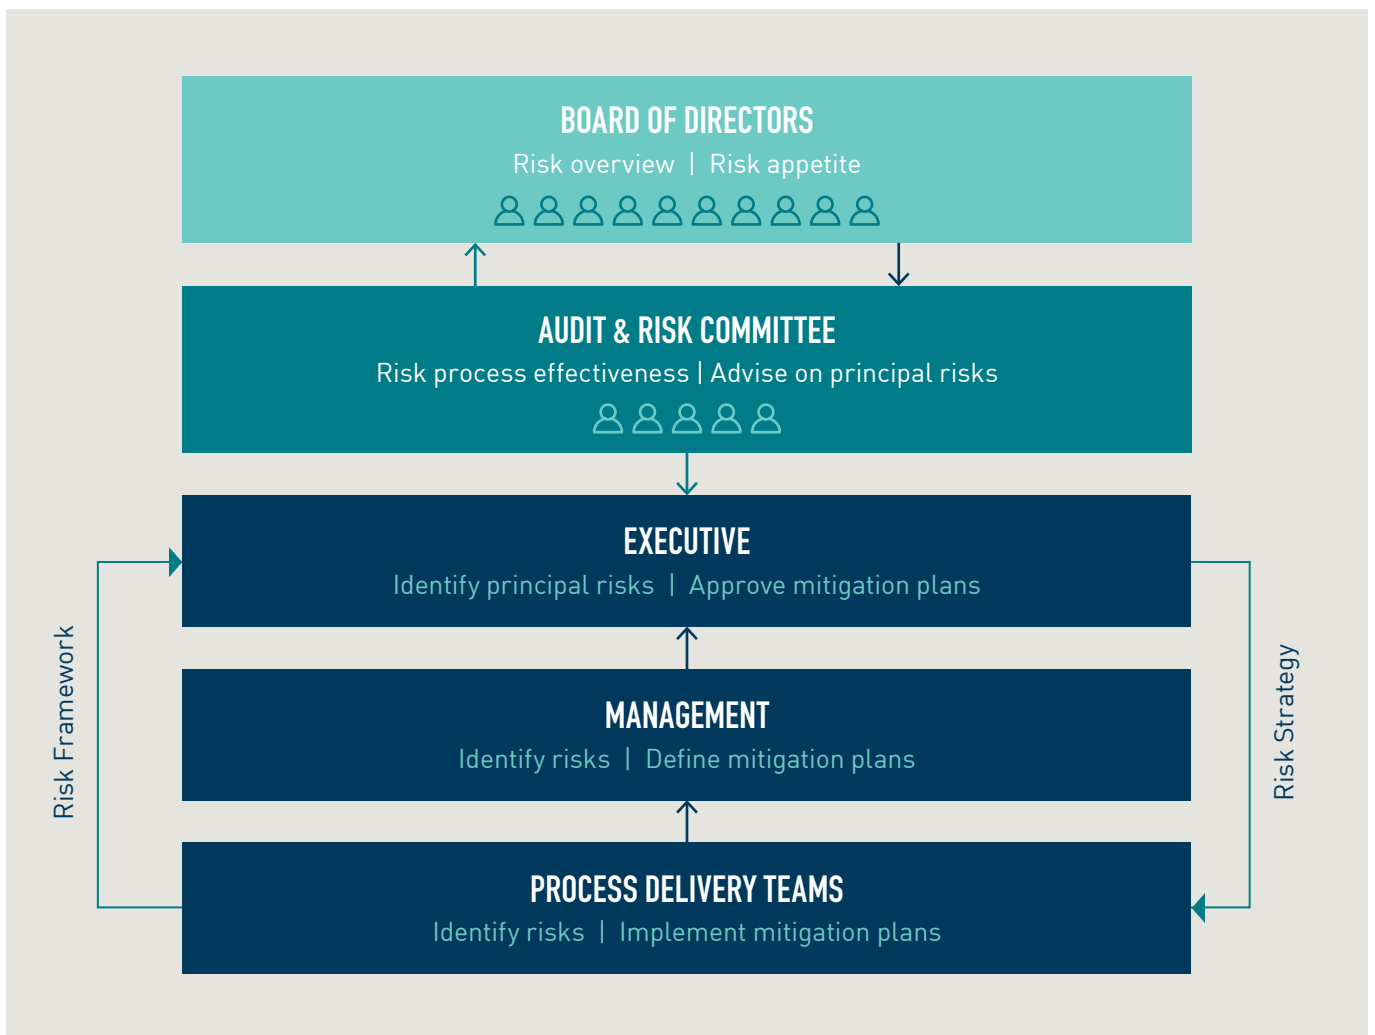 BOARD OF DIRECTORS
Risk overview | Risk appetite
AUDIT & RISK COMMITTEE
Risk process effectiveness | Advise on principal risks
EXECUTIVE
Identify principal risks | Approve mitigation plans
Risk Framework
Risk Strategy
MANAGEMENT
Identify risks | Define mitigation plans
PROCESS DELIVERY TEAMS
Identify risks | Implement mitigation plans